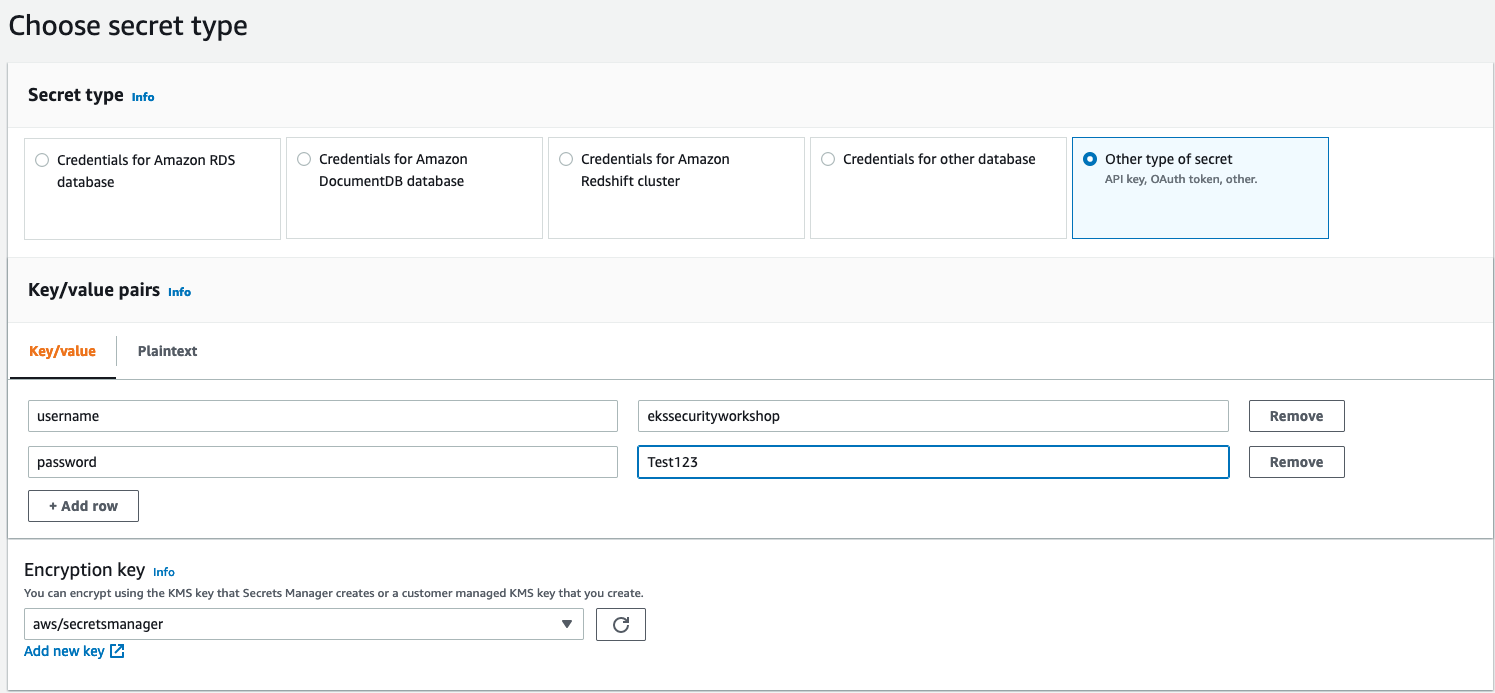 Choose secret type
Secret type Info
Credentials for Amazon RDS
database
Credentials for Amazon
DocumentDB database
Credentials for Amazon
Redshift cluster
Credentials for other database
Other type of secret
API key, OAuth token, other.
Key/value pairs Info
Key/value Plaintext
username ekssecurityworkshop Remove
password Test123 Remove
+ Add row
Encryption key Info
You can encrypt using the KMS key that Secrets Manager creates or a customer managed KMS key that you create.
aws/secretsmanager
Add new key